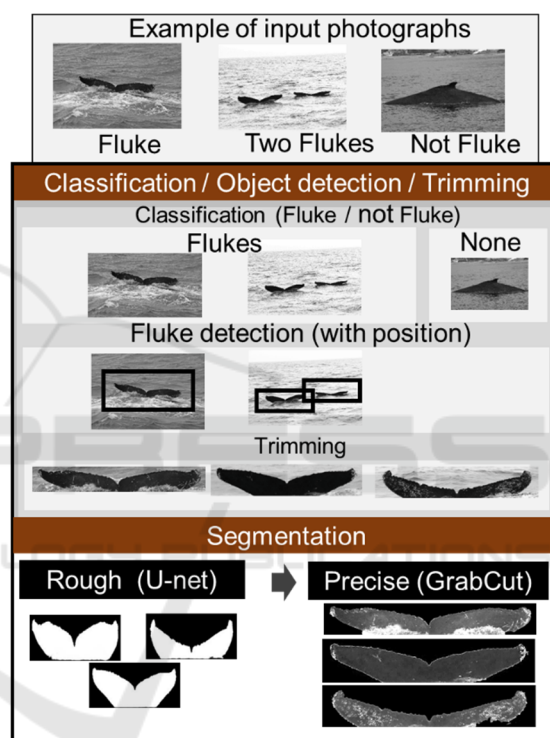 Example of input photographs
Fluke
Two Flukes
Not Fluke
Classification / Object detection / Trimming
Classification (Fluke / not Fluke)
Flukes
None
Fluke detection (with position)
Trimming
Segmentation
Rough (U-net)
Precise (GrabCut)